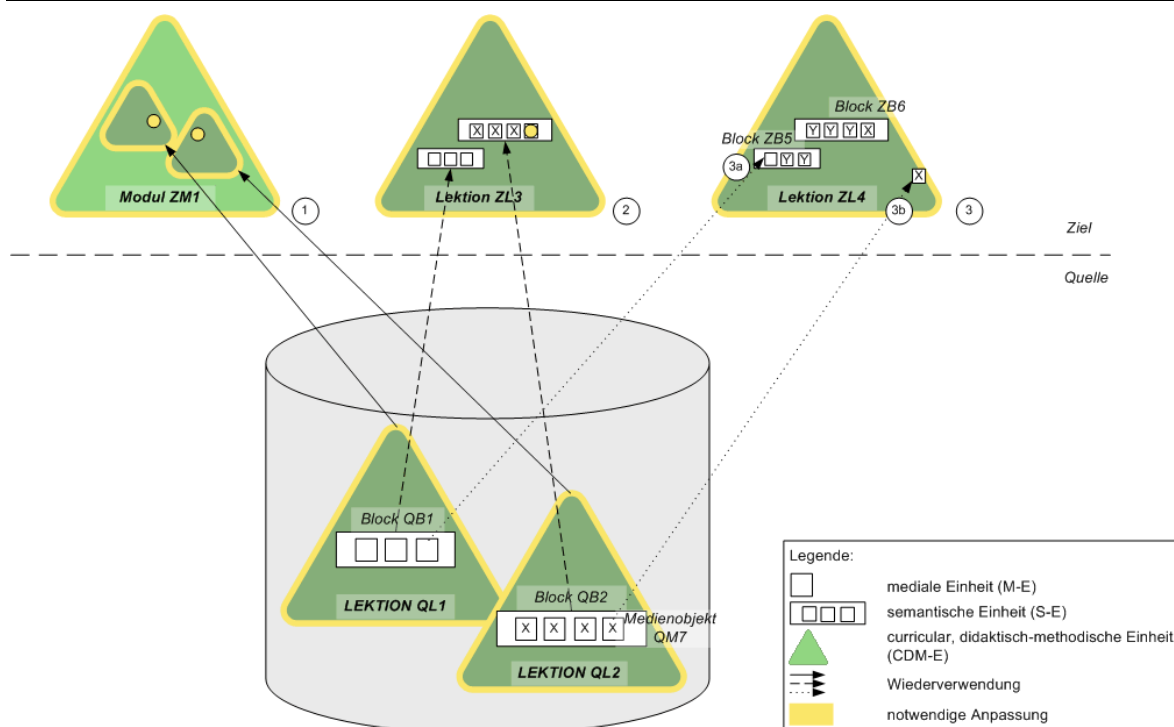 Block ZB6
X X X
Y Y Y X
Block ZB5
3a
Y Y
X
Modul ZM1
1
Lektion ZL3
2
Lektion ZL4
3b
3
Ziel
Quelle
Block QB1
LEKTION QL1
Block QB2
X X X X
Medienobjekt
QM7
LEKTION QL2
Legende:
mediale Einheit (M-E)
semantische Einheit (S-E)
curricular, didaktisch-methodische Einheit
(CDM-E)
Wiederverwendung
notwendige Anpassung